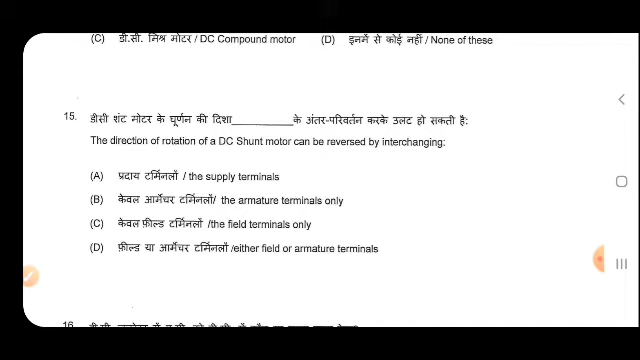 (C) डी.सी. मिश्र मोटर / DC Compound motor (D) इनमें से कोई नहीं / None of these
15. डीसी शंट मोटर के घूर्णन की दिशा__________के अंतर-परिवर्तन करके उलट हो सकती है:
The direction of rotation of a DC Shunt motor can be reversed by interchanging:
(A) प्रदाय टर्मिनलों / the supply terminals
(B) केवल आर्मेचर टर्मिनलों/ the armature terminals only
(C) केवल फ़ील्ड टर्मिनलों /the field terminals only
(D) फ़ील्ड या आर्मेचर टर्मिनलों /either field or armature terminals
16.